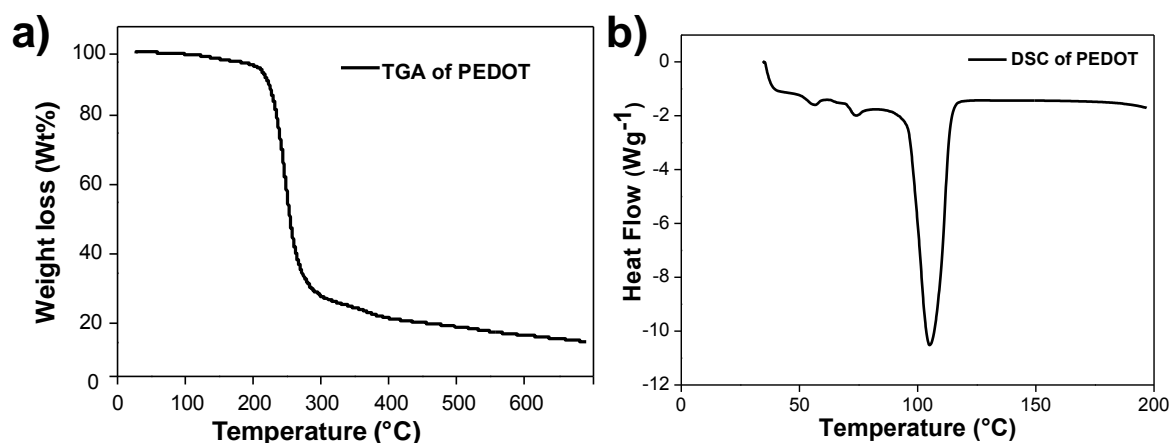 a)
TGA of PEDOT
Weight loss (Wt%)
100
80
60
40
20
0
0 100 200 300 400 500 600
Temperature (°C)
b)
DSC of PEDOT
Heat Flow (Wg-1)
0
-2
-4
-6
-8
-10
-12
0 50 100 150 200
Temperature (°C)